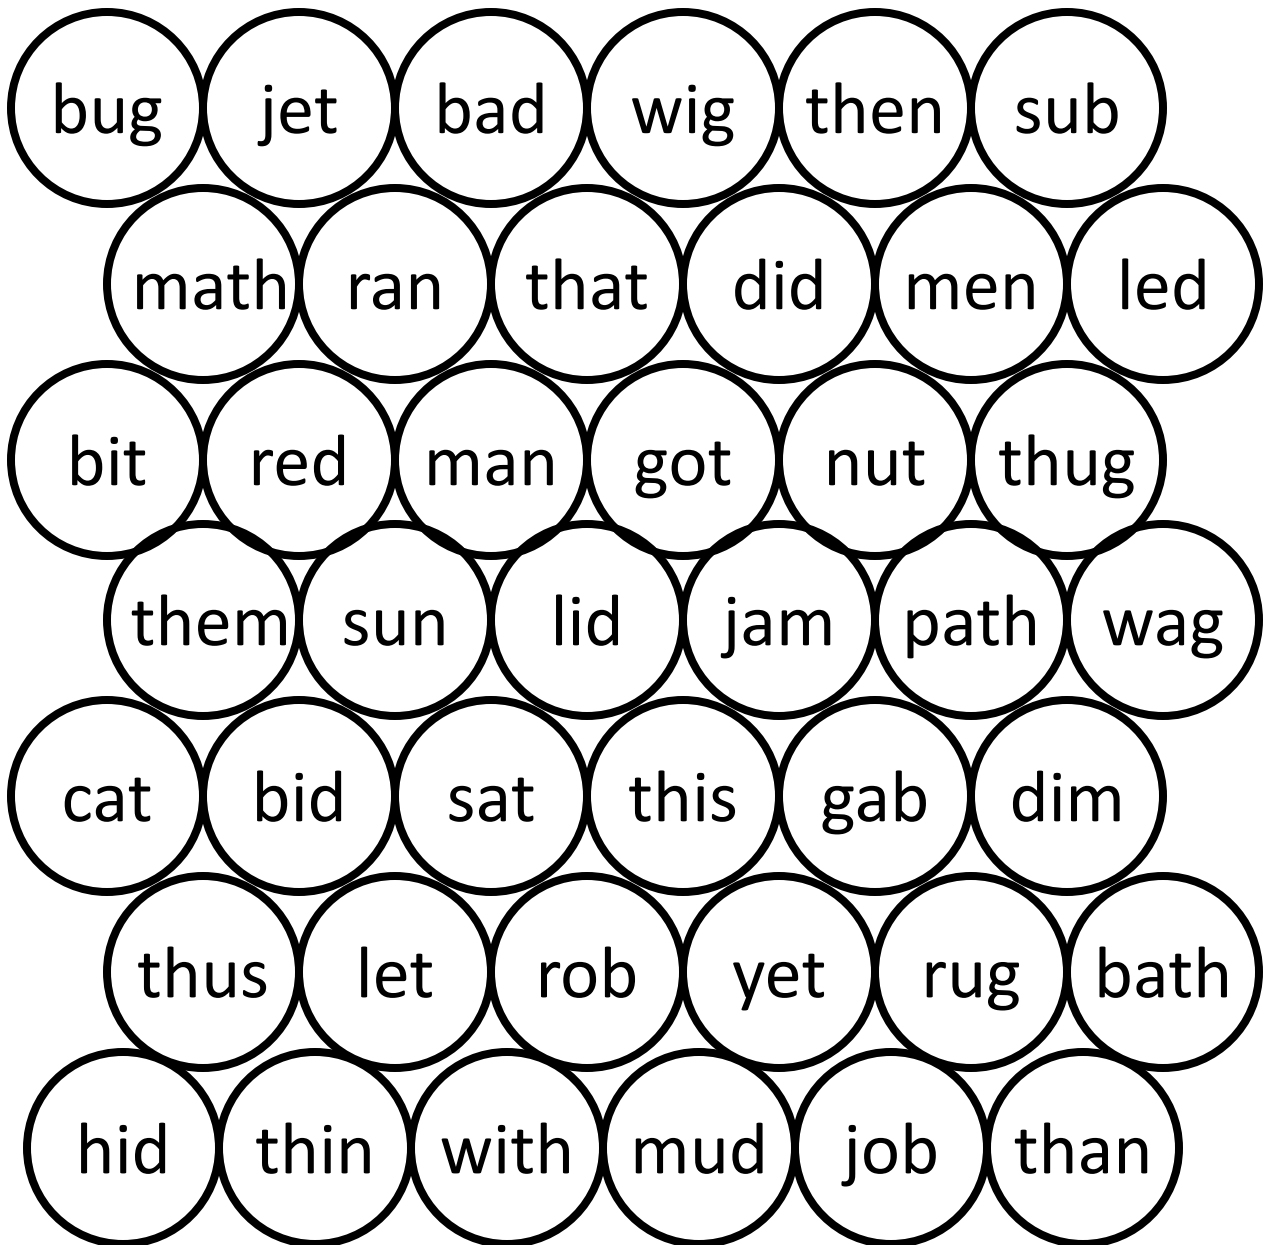 bug jet bad wig then sub
math ran that did men led
bit red man got nut thug
them sun lid jam path wag
cat bid sat this gab dim
thus let rob yet rug bath
hid thin with mud job than